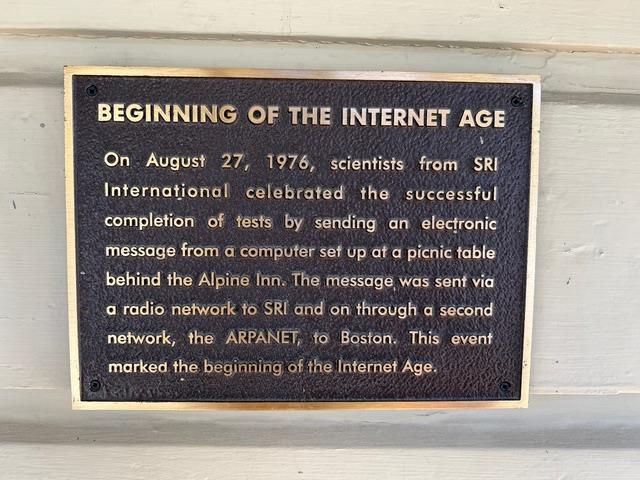 BEGINNING OF THE INTERNET AGE
On August 27, 1976, scientists from SRI
International celebrated the successful
completion of tests by sending an electronic
message from a computer set up at a picnic table
behind the Alpine Inn. The message was sent via
a radio network to SRI and on through a second
network, the ARPANET, to Boston. This event
marked the beginning of the Internet Age.